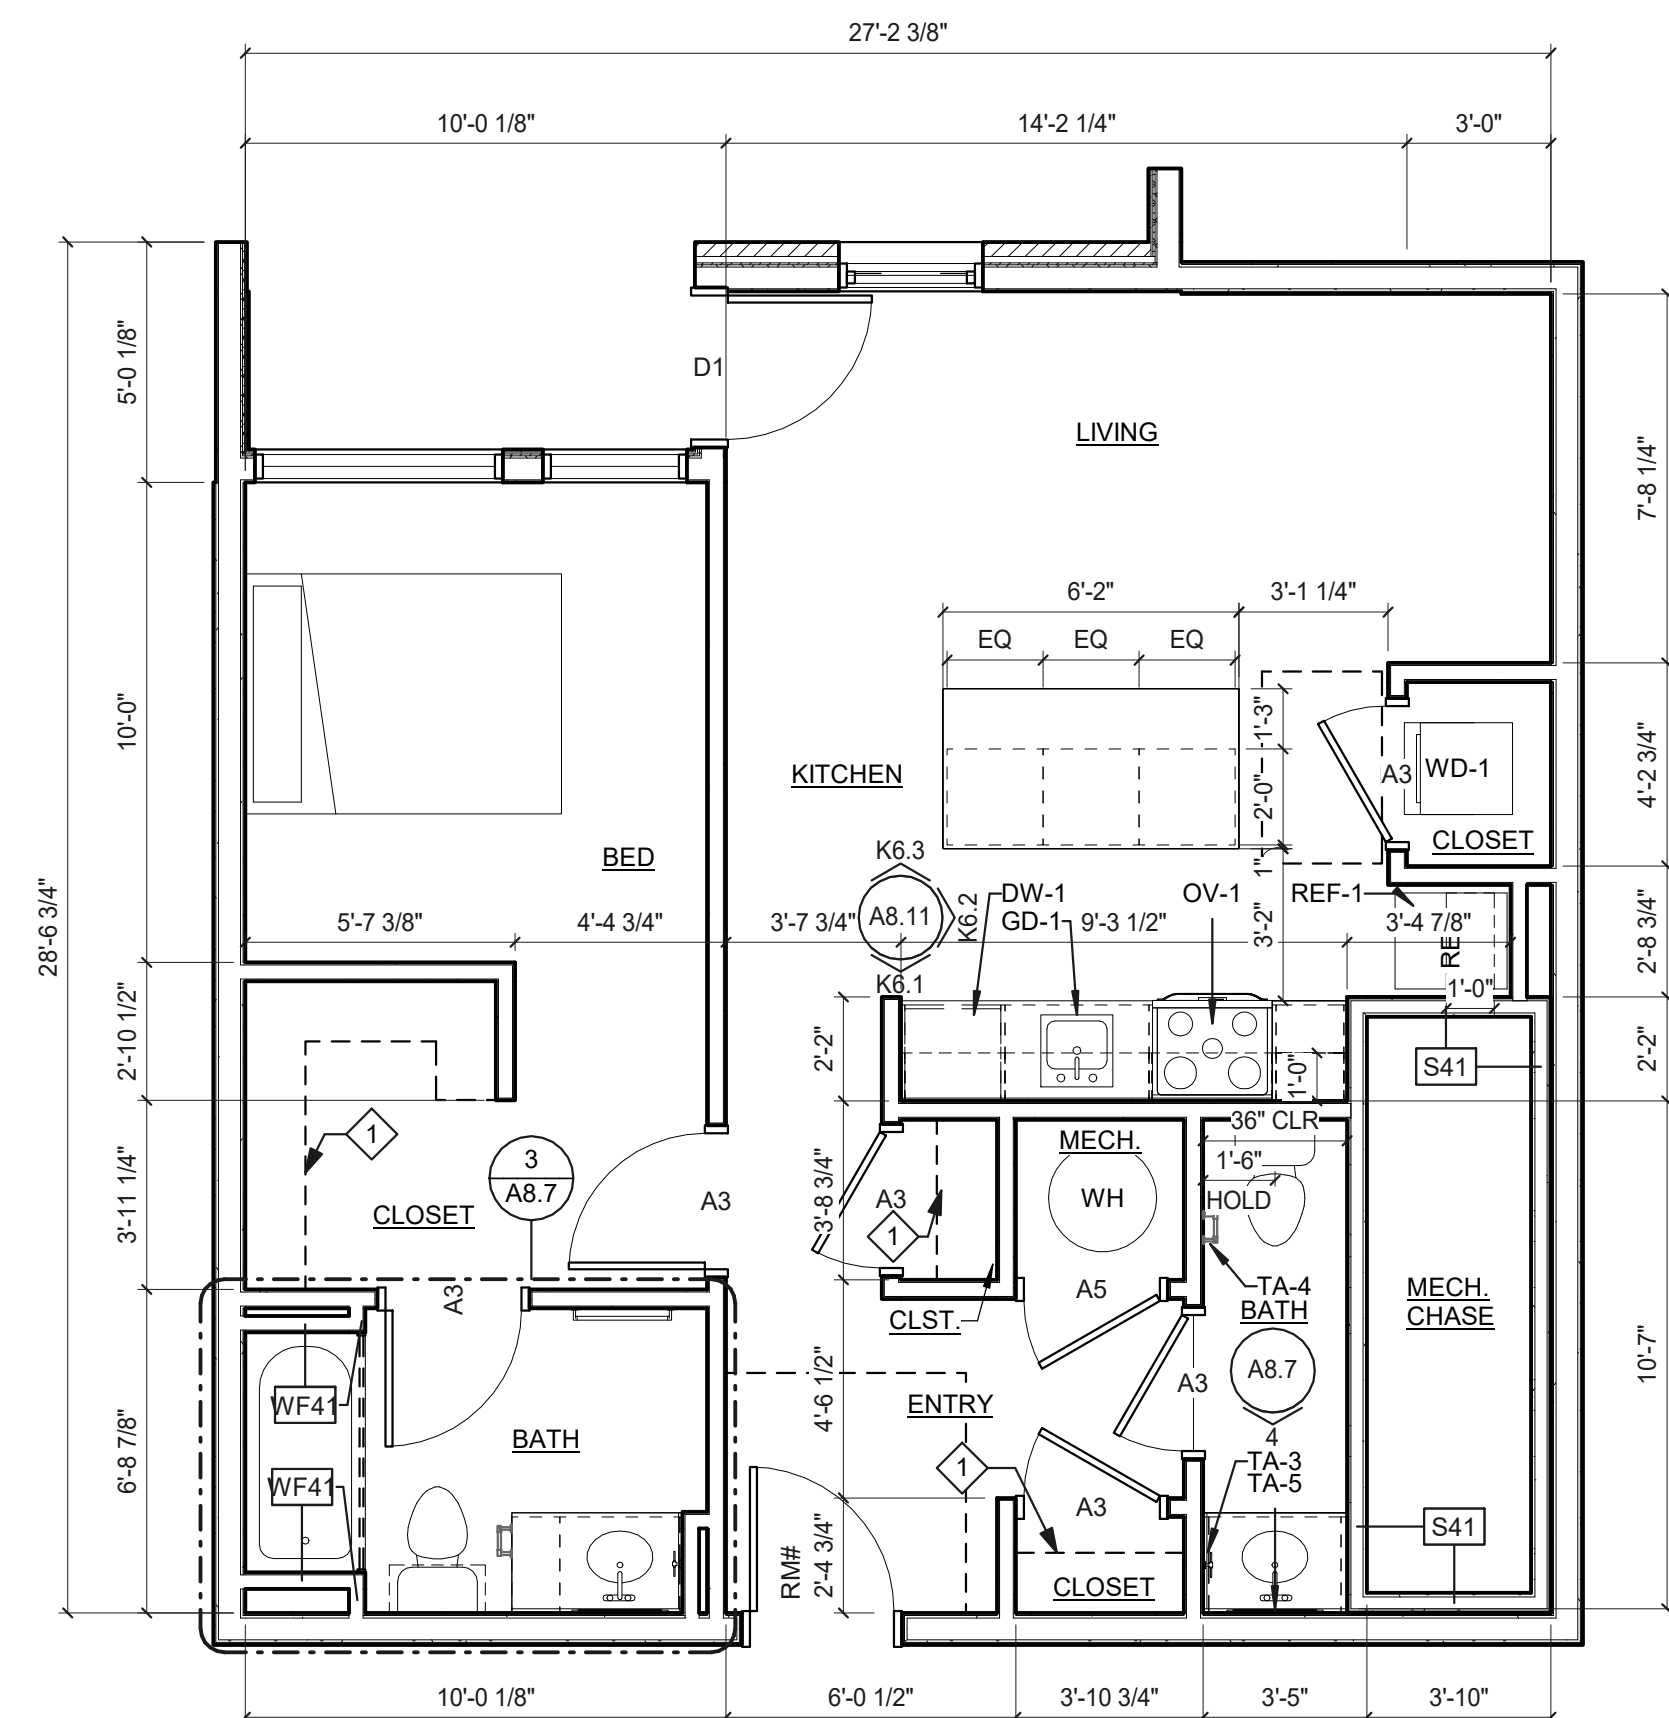 27'-2 3/8"
10'-0 1/8"
14'-2 1/4"
3'-0"
28'-6 3/4"
5'-0 1/8"
10'-0"
2'-10 1/2"
3'-11 1/4"
6'-8 7/8"
D1
LIVING
7'-8 1/4"
6'-2"
3'-1 1/4"
EQ
EQ
EQ
1'-3"
2'-0"
1"
3'-2"
KITCHEN
A3
WD-1
CLOSET
4'-2 3/4"
BED
K6.3
A8.11
K6.2
K6.1
DW-1
GD-1
OV-1
REF-1
5'-7 3/8"
4'-4 3/4"
3'-7 3/4"
9'-3 1/2"
3'-4 7/8"
RE
1'-0"
2'-8 3/4"
2'-2"
2'-2"
S41
1'-0"
36" CLR
1'-6"
HOLD
1
3
A8.7
CLOSET
A3
3'-8 3/4"
A3
1
MECH.
WH
A5
CLST.
TA-4
BATH
A8.7
4
MECH.
CHASE
10'-7"
A3
WF41
WF41
BATH
4'-6 1/2"
ENTRY
1
A3
TA-3
TA-5
A3
CLOSET
S41
RM#
2'-4 3/4"
10'-0 1/8"
6'-0 1/2"
3'-10 3/4"
3'-5"
3'-10"